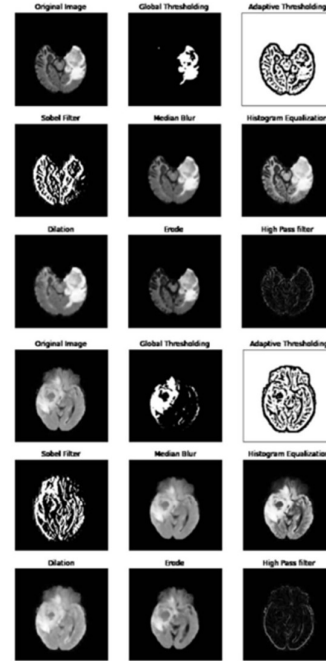 Original Image Global Thresholding Adaptive Thresholding
Sobel Filter Median Blur Histogram Equalization
Dilation Erode High Pass filter
Original Image Global Thresholding Adaptive Thresholding
Sobel Filter Median Blur Histogram Equalization
Dilation Erode High Pass filter